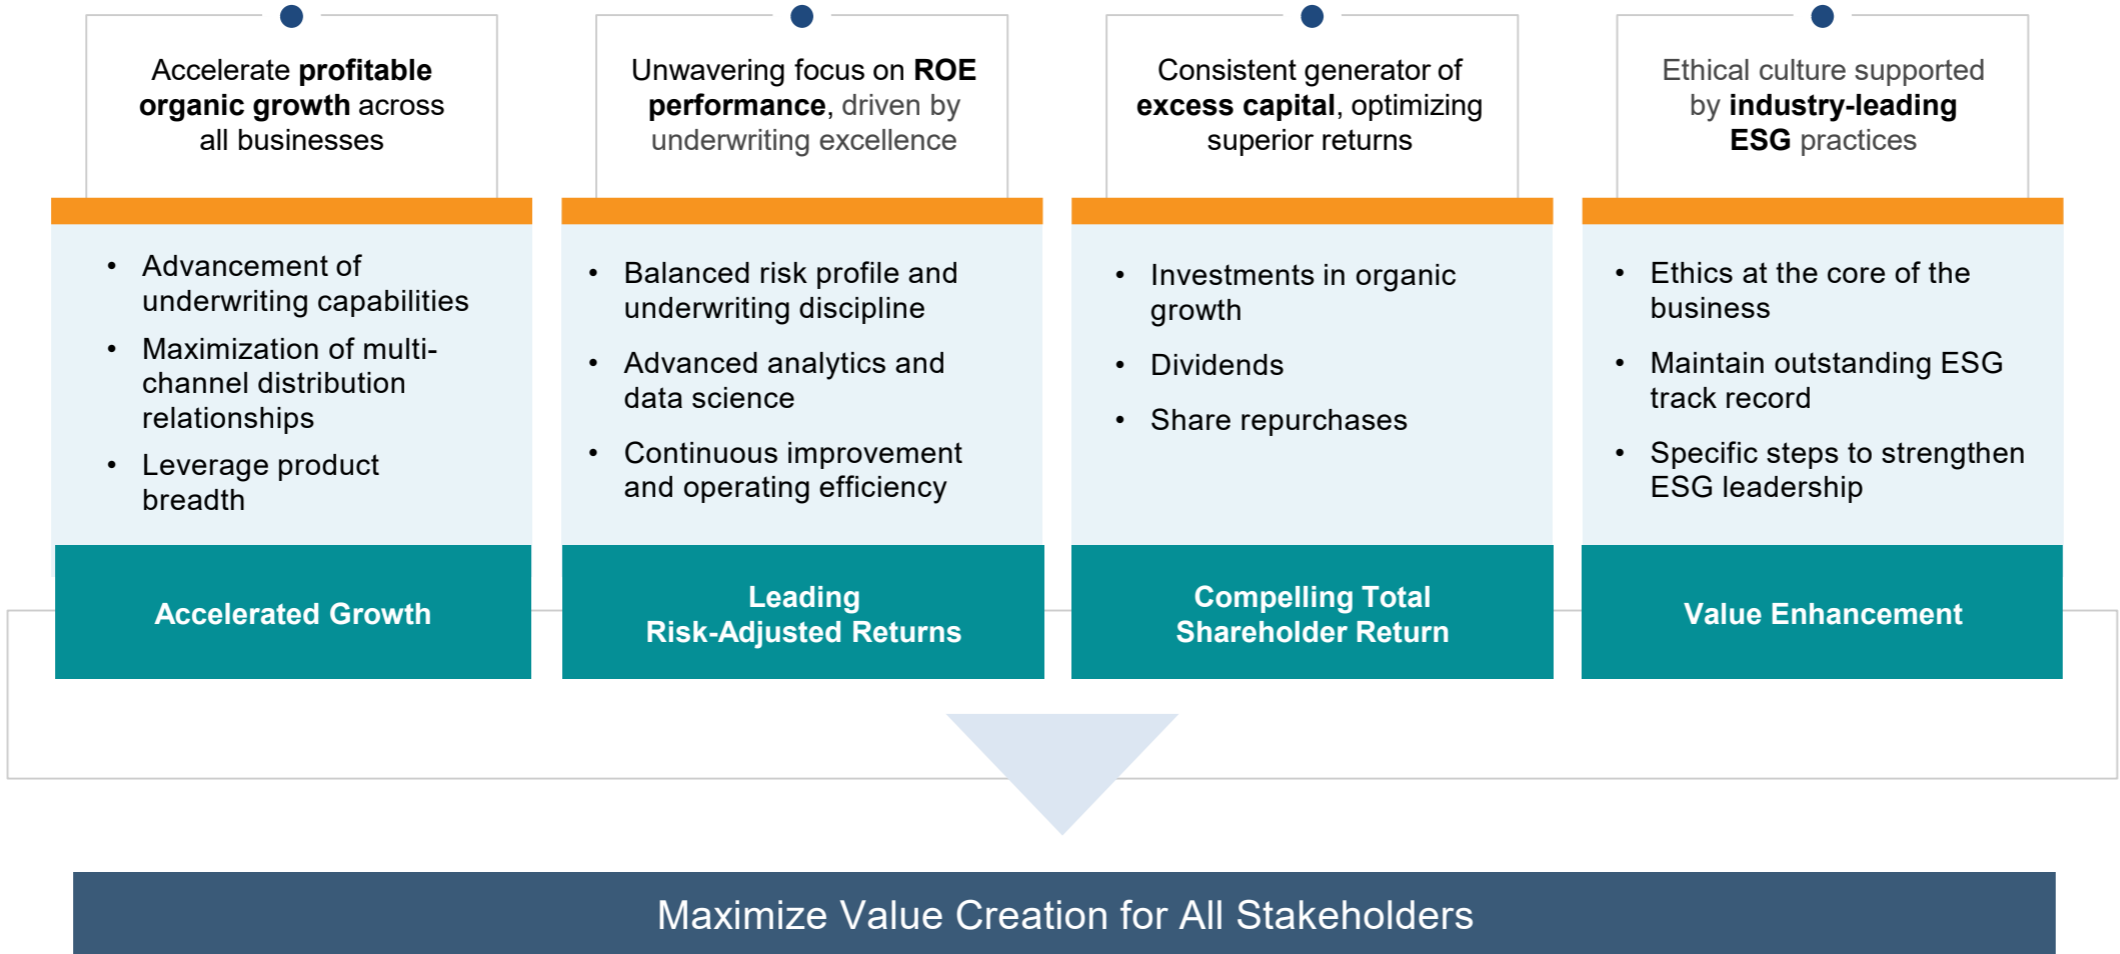 Accelerate profitable
organic growth across
all businesses
• Advancement of
underwriting capabilities
• Maximization of multi-
channel distribution
relationships
• Leverage product
breadth
Accelerated Growth
Unwavering focus on ROE
performance, driven by
underwriting excellence
• Balanced risk profile and
underwriting discipline
• Advanced analytics and
data science
• Continuous improvement
and operating efficiency
Leading
Risk-Adjusted Returns
Consistent generator of
excess capital, optimizing
superior returns
• Investments in organic
growth
• Dividends
• Share repurchases
Compelling Total
Shareholder Return
Ethical culture supported
by industry-leading
ESG practices
• Ethics at the core of the
business
• Maintain outstanding ESG
track record
• Specific steps to strengthen
ESG leadership
Value Enhancement
Maximize Value Creation for All Stakeholders